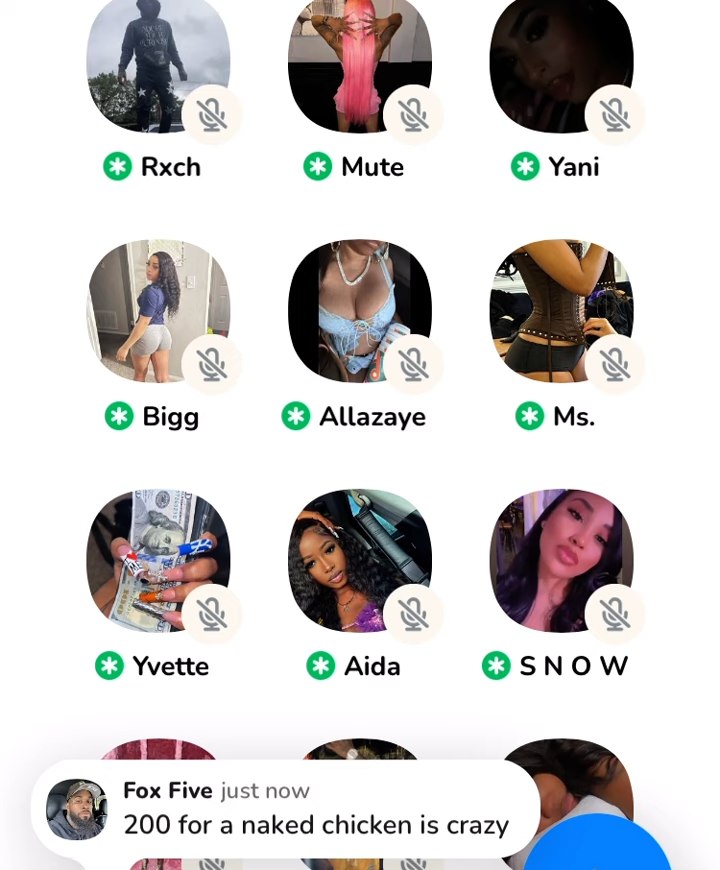 Rxch
Mute
Yani
Bigg
Allazaye
Ms.
Yvette
Aida
S N O W
Fox Five just now
200 for a naked chicken is crazy